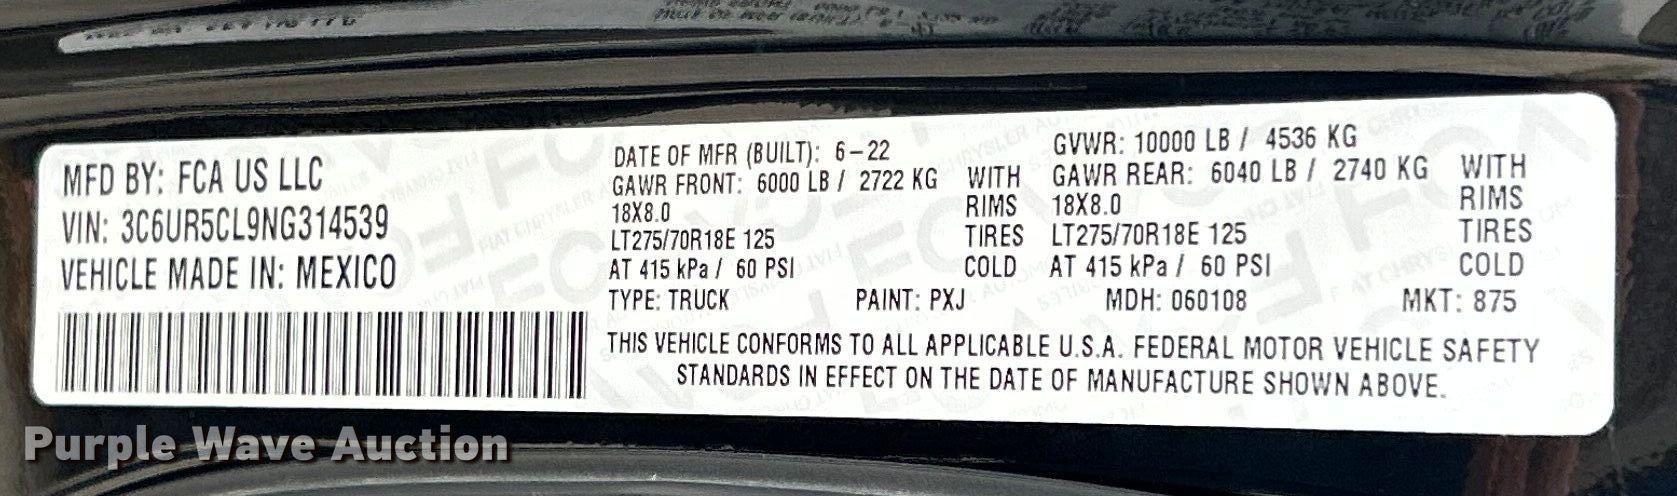 MFD BY: FCA US LLC
VIN: 3C6UR5CL9NG314539
VEHICLE MADE IN: MEXICO
DATE OF MFR (BUILT): 6-22 GVWR: 10000 LB / 4536 KG
GAWR FRONT: 6000 LB / 2722 KG WITH GAWR REAR: 6040 LB / 2740 KG WITH
18X8.0 RIMS 18X8.0 RIMS
LT275/70R18E 125 TIRES LT275/70R18E 125 TIRES
AT 415 kPa / 60 PSI COLD AT 415 kPa / 60 PSI COLD
TYPE: TRUCK PAINT: PXJ MDH: 060108 MKT: 875
THIS VEHICLE CONFORMS TO ALL APPLICABLE U.S.A. FEDERAL MOTOR VEHICLE SAFETY
STANDARDS IN EFFECT ON THE DATE OF MANUFACTURE SHOWN ABOVE.
Purple Wave Auction